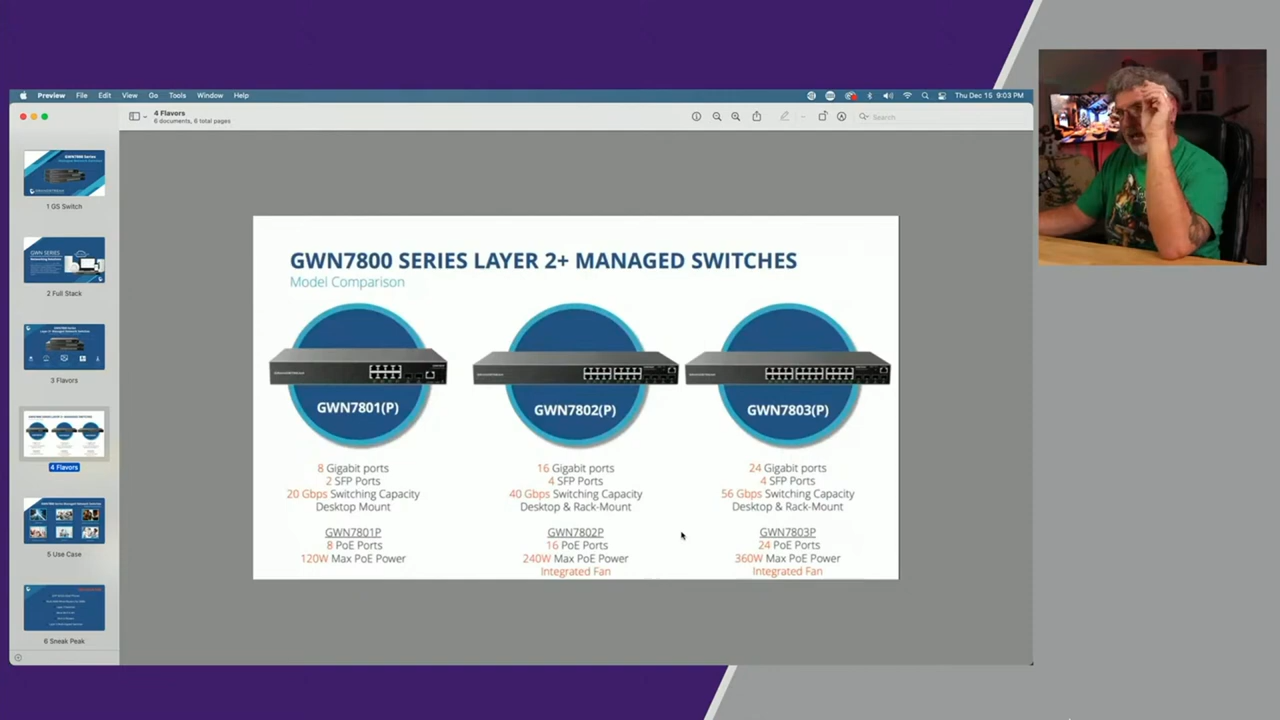 Preview File Edit View Go Tools Window Help
Thu Dec 15 9:03 PM
4 Flavors
6 documents, 6 total pages
Search
1 GS Switch
GWN SERIES
2 Full Stack
3 Flavors
4 Flavors
5 Use Case
6 Sneak Peak
GWN7800 SERIES LAYER 2+ MANAGED SWITCHES
Model Comparison
GWN7801(P)
8 Gigabit ports
2 SFP Ports
20 Gbps Switching Capacity
Desktop Mount
GWN7801P
8 PoE Ports
120W Max PoE Power
GWN7802(P)
16 Gigabit ports
4 SFP Ports
40 Gbps Switching Capacity
Desktop & Rack-Mount
GWN7802P
16 PoE Ports
240W Max PoE Power
Integrated Fan
GWN7803(P)
24 Gigabit ports
4 SFP Ports
56 Gbps Switching Capacity
Desktop & Rack-Mount
GWN7803P
24 PoE Ports
360W Max PoE Power
Integrated Fan